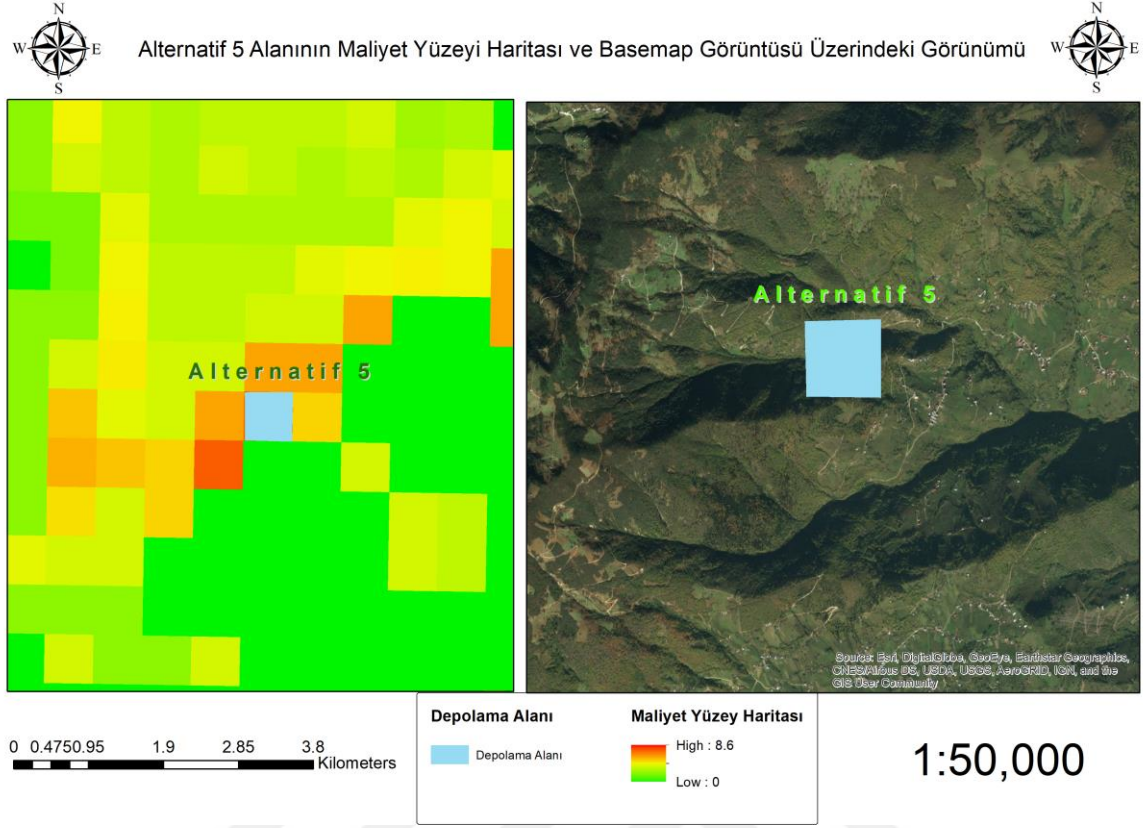 N
W E
S
Alternatif 5 Alanının Maliyet Yüzeyi Haritası ve Basemap Görüntüsü Üzerindeki Görünümü
N
W E
S
Alternatif 5
Alternatif 5
Source: Esri, DigitalGlobe, GeoEye, Earthstar Geographics,
CNES/Airbus DS, USDA, USGS, AeroGRID, IGN, and the
GIS User Community
0 0.4750.95 1.9 2.85 3.8
Kilometers
Depolama Alanı
Depolama Alanı
Maliyet Yüzey Haritası
High : 8.6
Low : 0
1:50,000